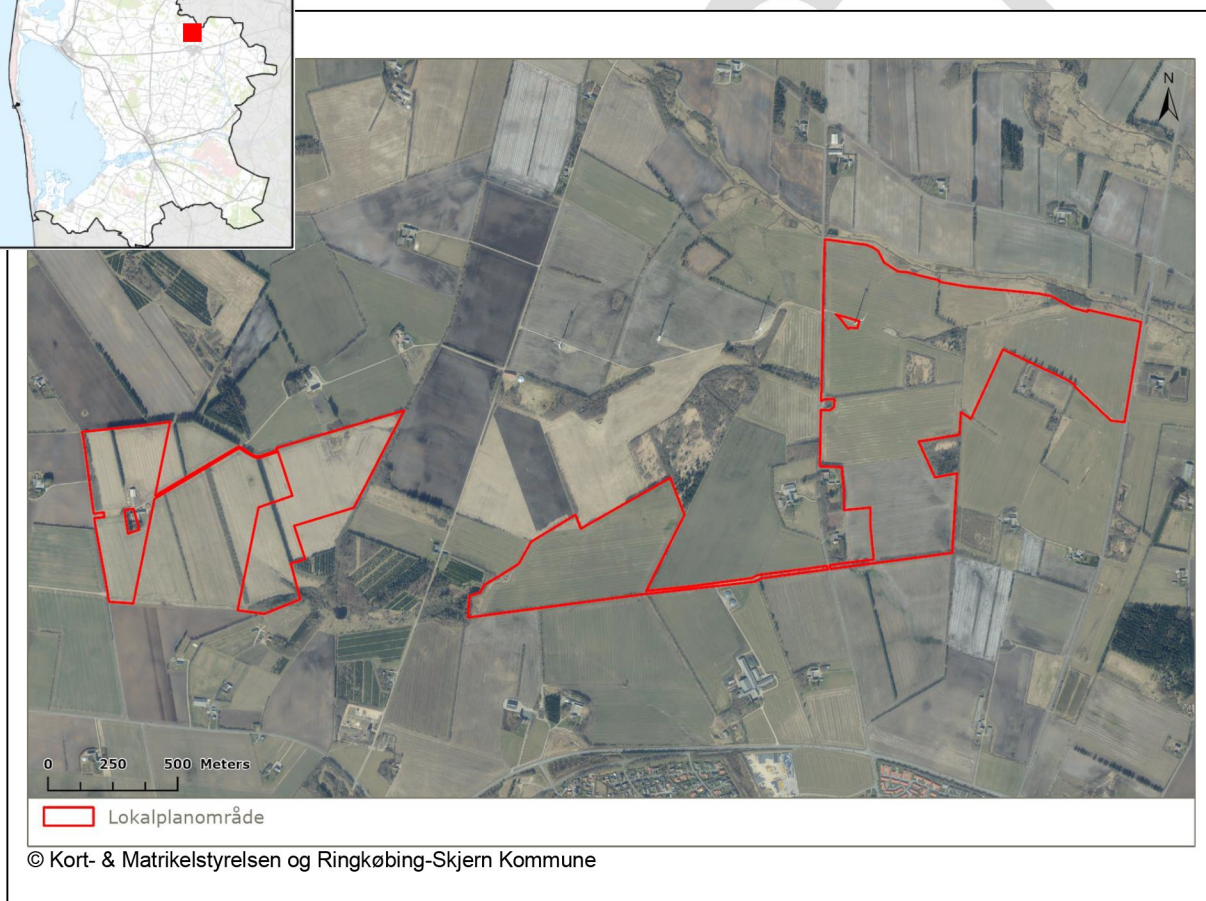 N
0 250 500 Meters
Lokalplanområde
© Kort- & Matrikelstyrelsen og Ringkøbing-Skjern Kommune